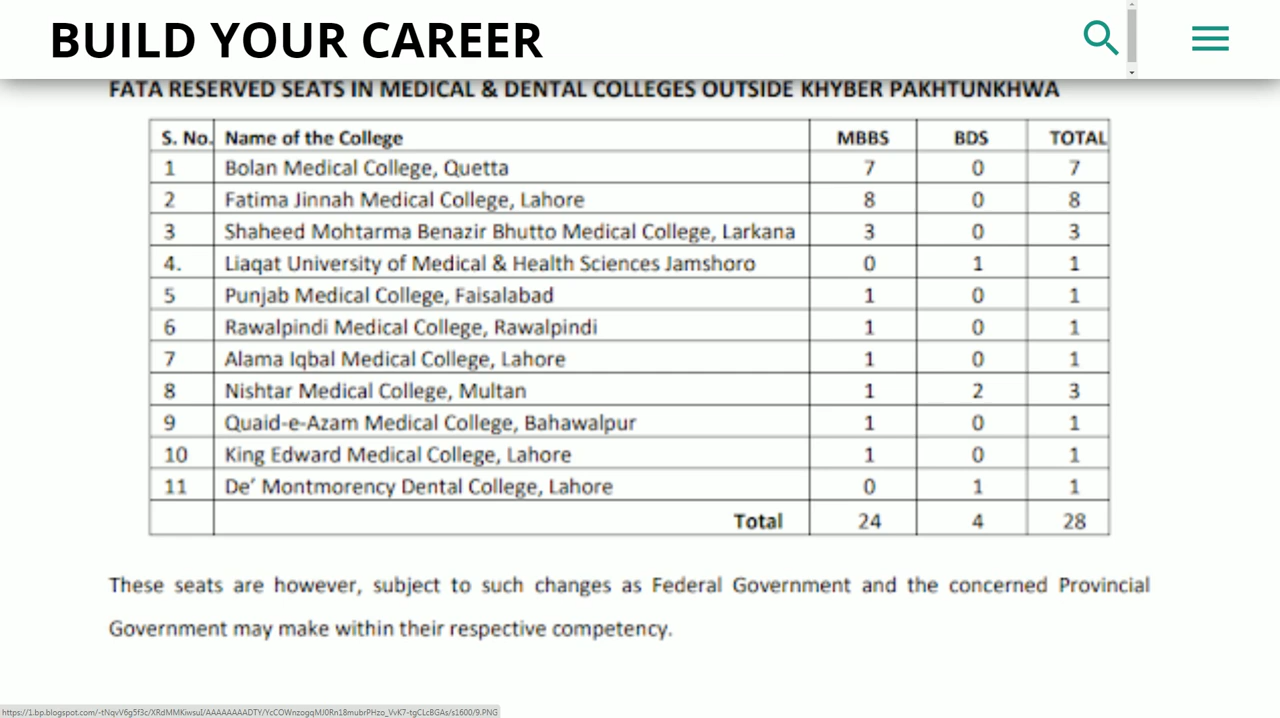 BUILD YOUR CAREER
FATA RESERVED SEATS IN MEDICAL & DENTAL COLLEGES OUTSIDE KHYBER PAKHTUNKHWA
S. No. Name of the College MBBS BDS TOTAL
1 Bolan Medical College, Quetta 7 0 7
2 Fatima Jinnah Medical College, Lahore 8 0 8
3 Shaheed Mohtarma Benazir Bhutto Medical College, Larkana 3 0 3
4. Liaqat University of Medical & Health Sciences Jamshoro 0 1 1
5 Punjab Medical College, Faisalabad 1 0 1
6 Rawalpindi Medical College, Rawalpindi 1 0 1
7 Alama Iqbal Medical College, Lahore 1 0 1
8 Nishtar Medical College, Multan 1 2 3
9 Quaid-e-Azam Medical College, Bahawalpur 1 0 1
10 King Edward Medical College, Lahore 1 0 1
11 De’ Montmorency Dental College, Lahore 0 1 1
Total 24 4 28
These seats are however, subject to such changes as Federal Government and the concerned Provincial
Government may make within their respective competency.